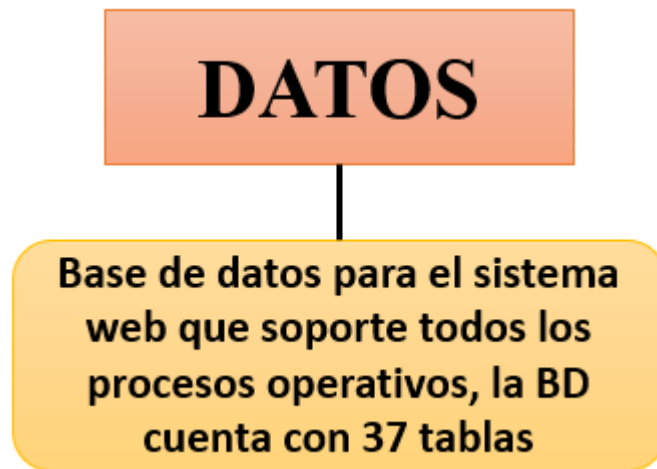 DATOS
Base de datos para el sistema
web que soporte todos los
procesos operativos, la BD
cuenta con 37 tablas